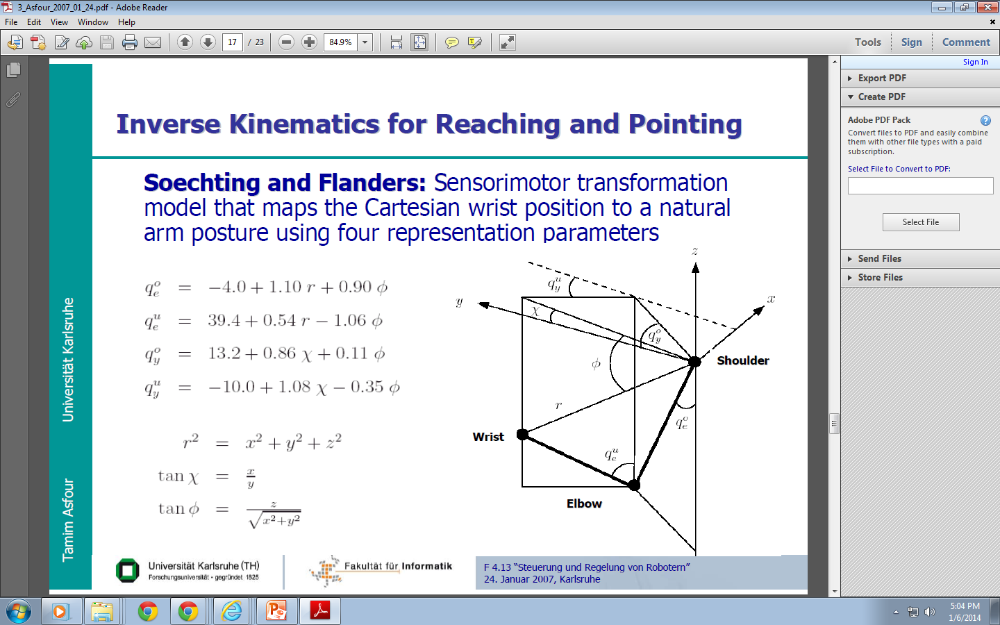 3_Asfour_2007_01_24.pdf - Adobe Reader
File Edit View Window Help
17 / 23 84.9% Tools Sign Comment
Sign In
Export PDF
Create PDF
Adobe PDF Pack
Convert files to PDF and easily combine
them with other file types with a paid
subscription.
Select File to Convert to PDF:
Select File
Send Files
Store Files
Universität Karlsruhe
Tamim Asfour
Inverse Kinematics for Reaching and Pointing
Soechting and Flanders: Sensorimotor transformation
model that maps the Cartesian wrist position to a natural
arm posture using four representation parameters
q_e^o = −4.0 + 1.10 r + 0.90 ϕ
q_e^u = 39.4 + 0.54 r − 1.06 ϕ
q_y^o = 13.2 + 0.86 χ + 0.11 ϕ
q_y^u = −10.0 + 1.08 χ − 0.35 ϕ
r² = x² + y² + z²
tan χ = x/y
tan ϕ = z/√(x²+y²)
z
q_y^u
y
x
χ
q_y^o
Shoulder
ϕ
r
q_e^o
Wrist
q_e^u
Elbow
Universität Karlsruhe (TH)
Forschungsuniversität • gegründet 1825
Fakultät für Informatik
F 4.13 “Steuerung und Regelung von Robotern”
24. Januar 2007, Karlsruhe
5:04 PM
1/6/2014